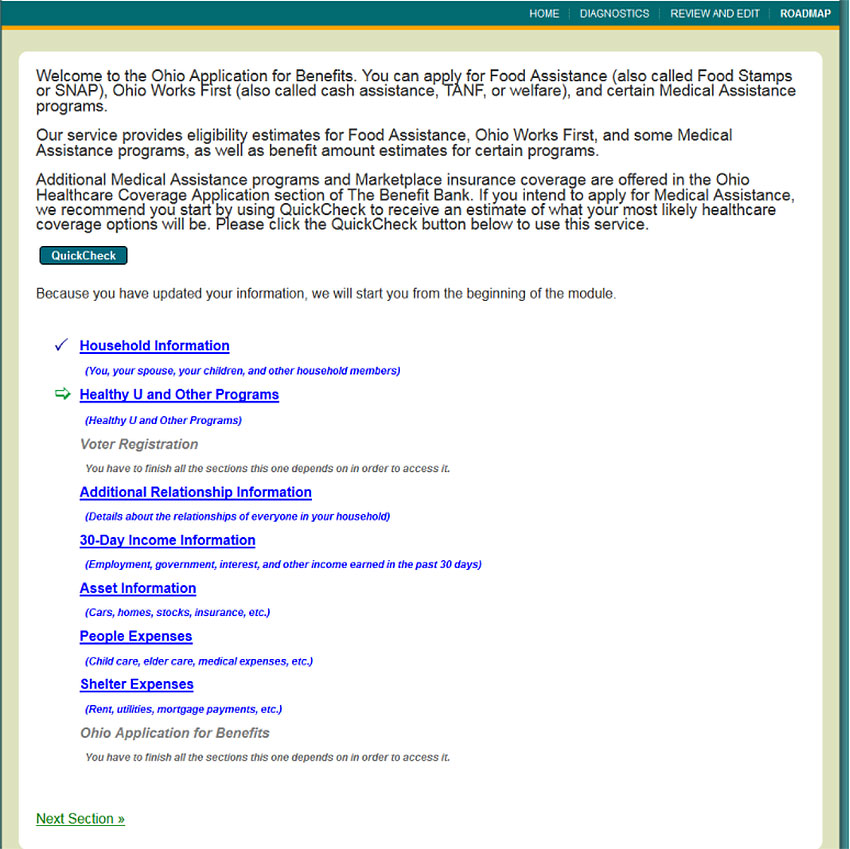 HOME DIAGNOSTICS REVIEW AND EDIT ROADMAP
Welcome to the Ohio Application for Benefits. You can apply for Food Assistance (also called Food Stamps
or SNAP), Ohio Works First (also called cash assistance, TANF, or welfare), and certain Medical Assistance
programs.
Our service provides eligibility estimates for Food Assistance, Ohio Works First, and some Medical
Assistance programs, as well as benefit amount estimates for certain programs.
Additional Medical Assistance programs and Marketplace insurance coverage are offered in the Ohio
Healthcare Coverage Application section of The Benefit Bank. If you intend to apply for Medical Assistance,
we recommend you start by using QuickCheck to receive an estimate of what your most likely healthcare
coverage options will be. Please click the QuickCheck button below to use this service.
QuickCheck
Because you have updated your information, we will start you from the beginning of the module.
Household Information
(You, your spouse, your children, and other household members)
Healthy U and Other Programs
(Healthy U and Other Programs)
Voter Registration
You have to finish all the sections this one depends on in order to access it.
Additional Relationship Information
(Details about the relationships of everyone in your household)
30-Day Income Information
(Employment, government, interest, and other income earned in the past 30 days)
Asset Information
(Cars, homes, stocks, insurance, etc.)
People Expenses
(Child care, elder care, medical expenses, etc.)
Shelter Expenses
(Rent, utilities, mortgage payments, etc.)
Ohio Application for Benefits
You have to finish all the sections this one depends on in order to access it.
Next Section »